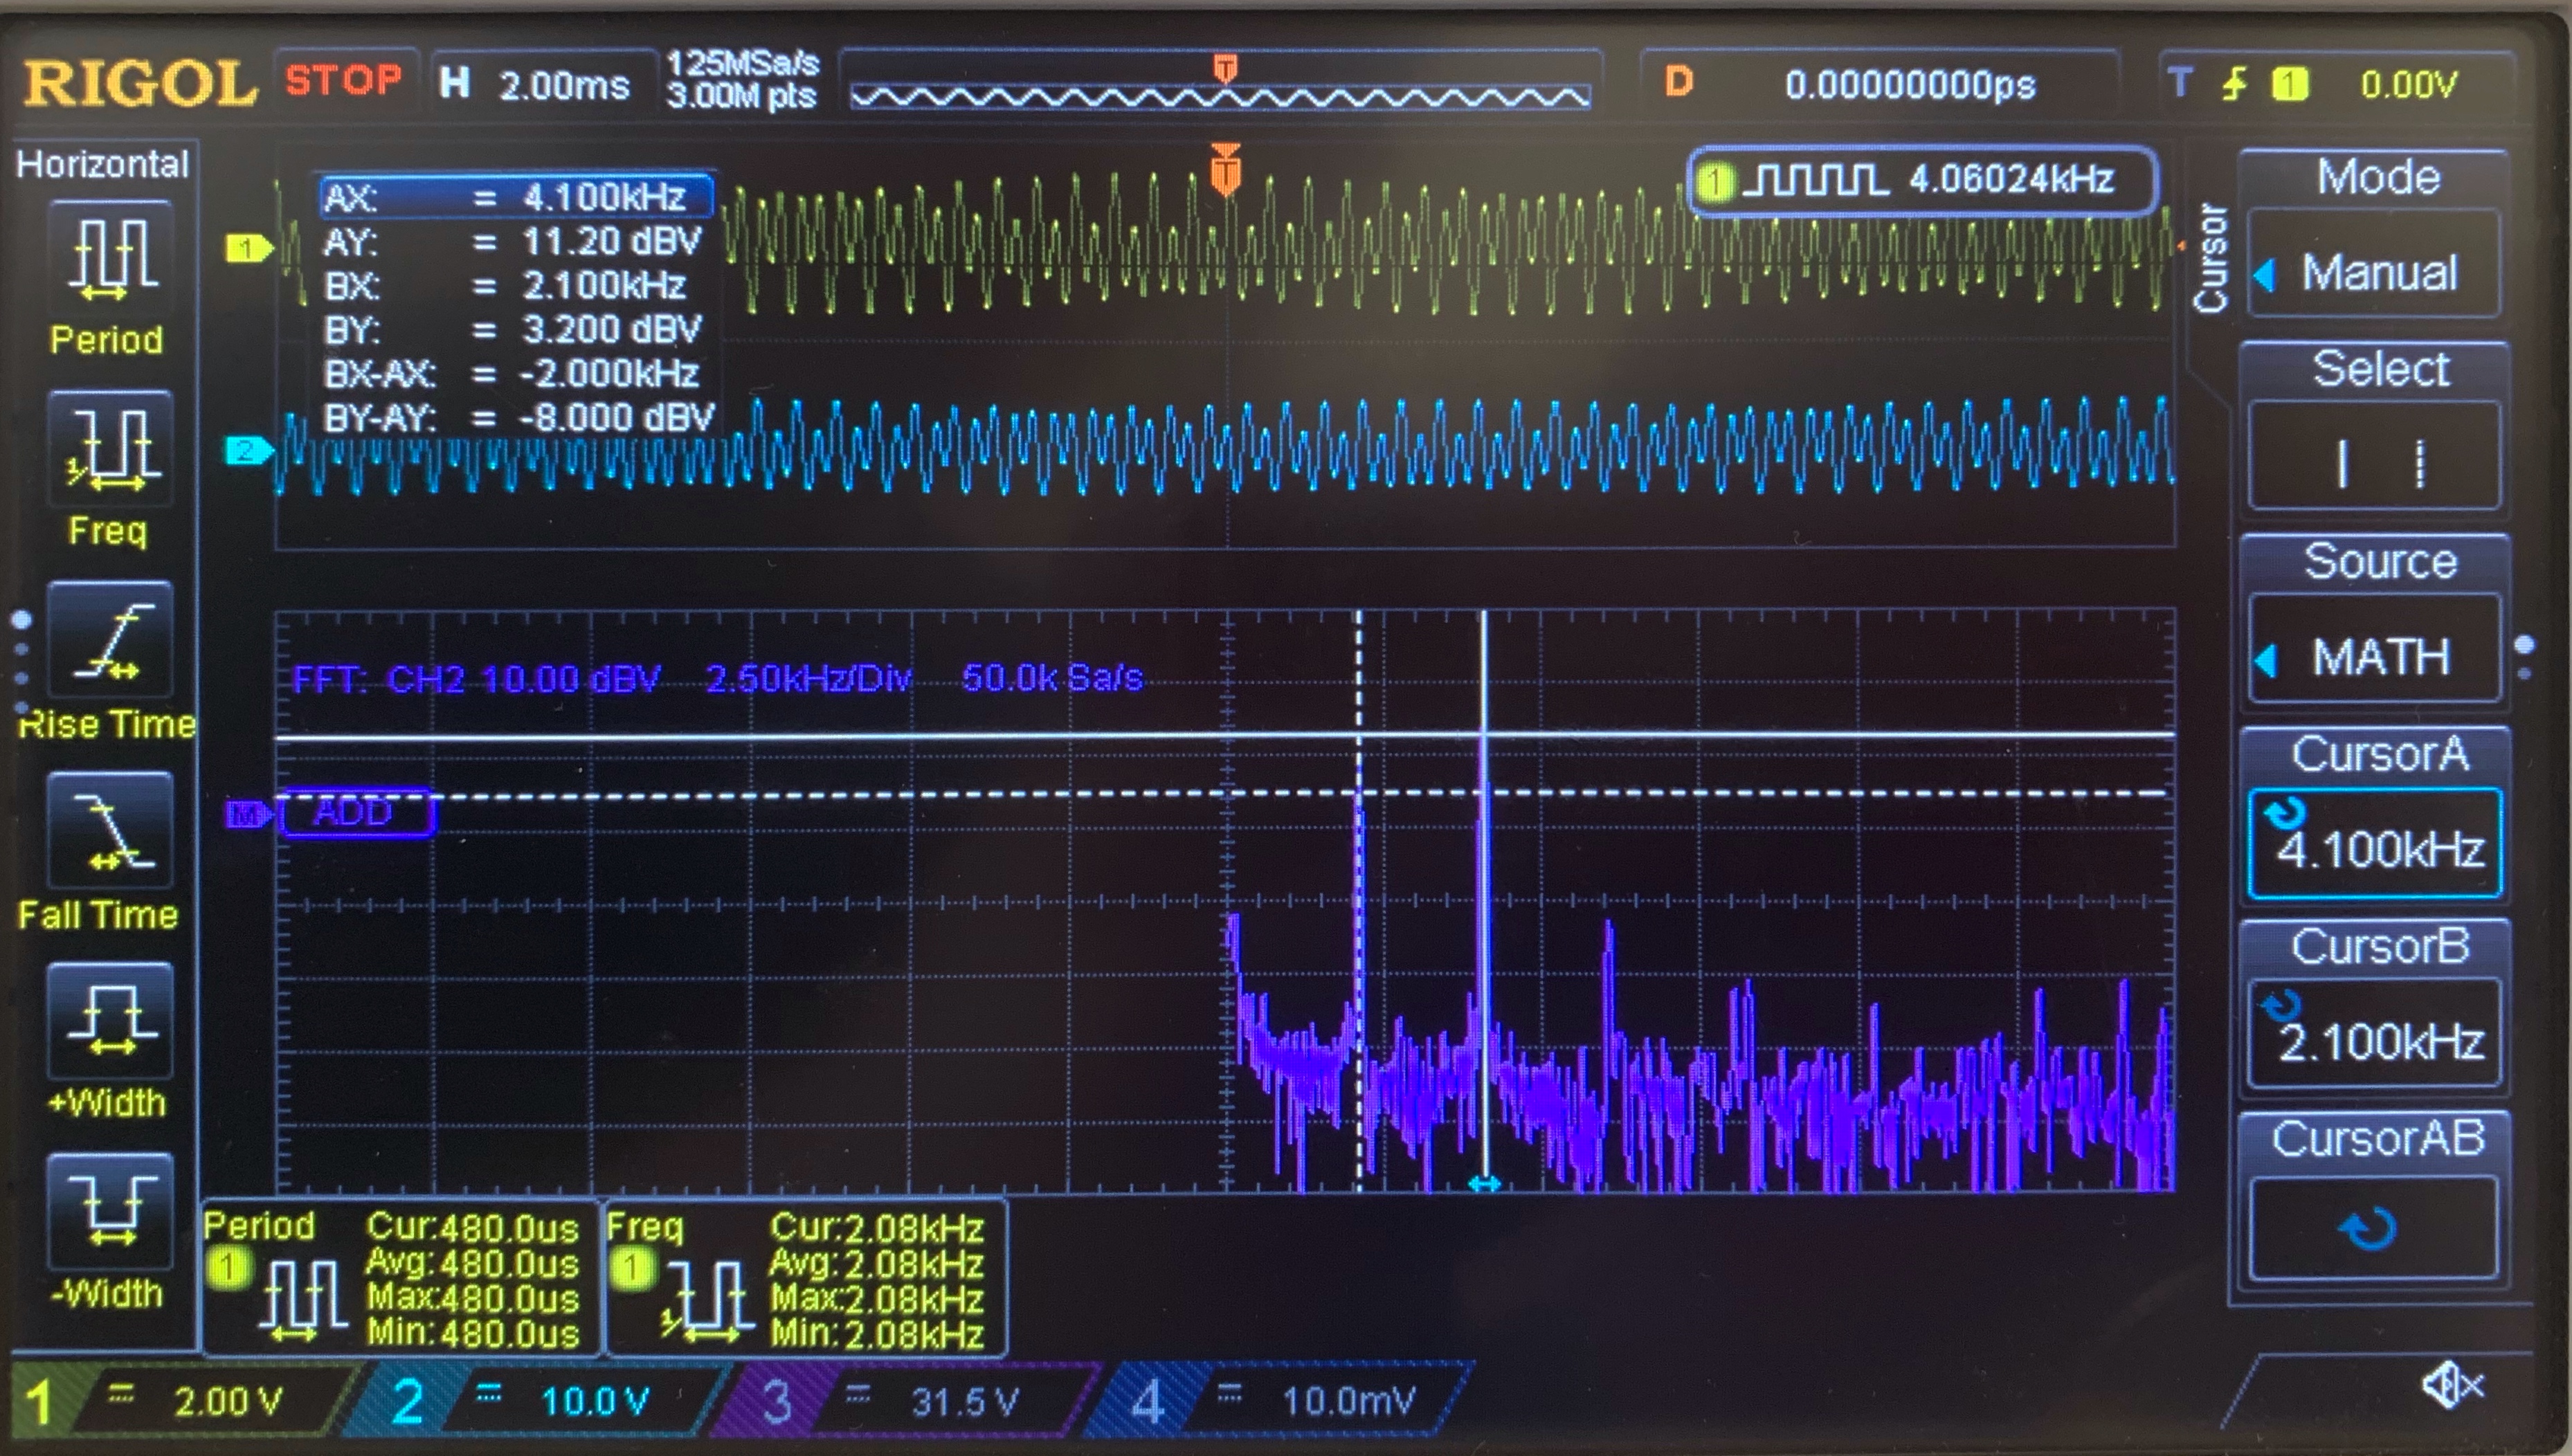 RIGOL STOP H 2.00ms 125MSa/s 3.00M pts T D 0.00000000ps T 1 0.00V
Horizontal
Period
Freq
Rise Time
Fall Time
+Width
-Width
AX: = 4.100kHz
AY: = 11.20 dBV
BX: = 2.100kHz
BY: = 3.200 dBV
BX-AX: = -2.000kHz
BY-AY: = -8.000 dBV
T
1 4.06024kHz
1
2
FFT: CH2 10.00 dBV 2.50kHz/Div 50.0k Sa/s
M ADD
Cursor
Mode
Manual
Select
Source
MATH
CursorA
4.100kHz
CursorB
2.100kHz
CursorAB
Period
1
Cur:480.0us
Avg:480.0us
Max:480.0us
Min:480.0us
Freq
1
Cur:2.08kHz
Avg:2.08kHz
Max:2.08kHz
Min:2.08kHz
1 2.00 V 2 10.0 V 3 31.5 V 4 10.0mV